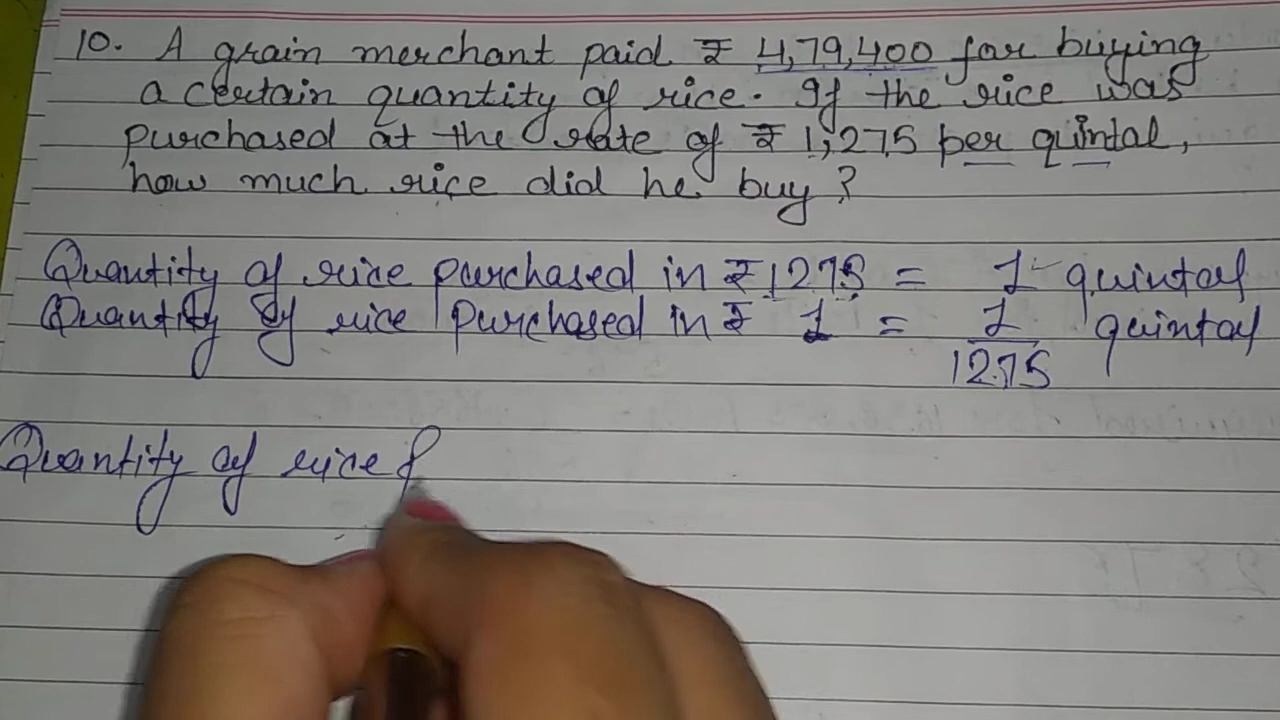 10. A grain merchant paid ₹ 4,79,400 for buying
a certain quantity of rice. If the rice was
purchased at the rate of ₹ 1,275 per quintal,
how much rice did he buy?
Quantity of rice purchased in ₹ 1275 = 1 quintal
Quantity of rice purchased in ₹ 1 = 1/1275 quintal
Quantity of rice p